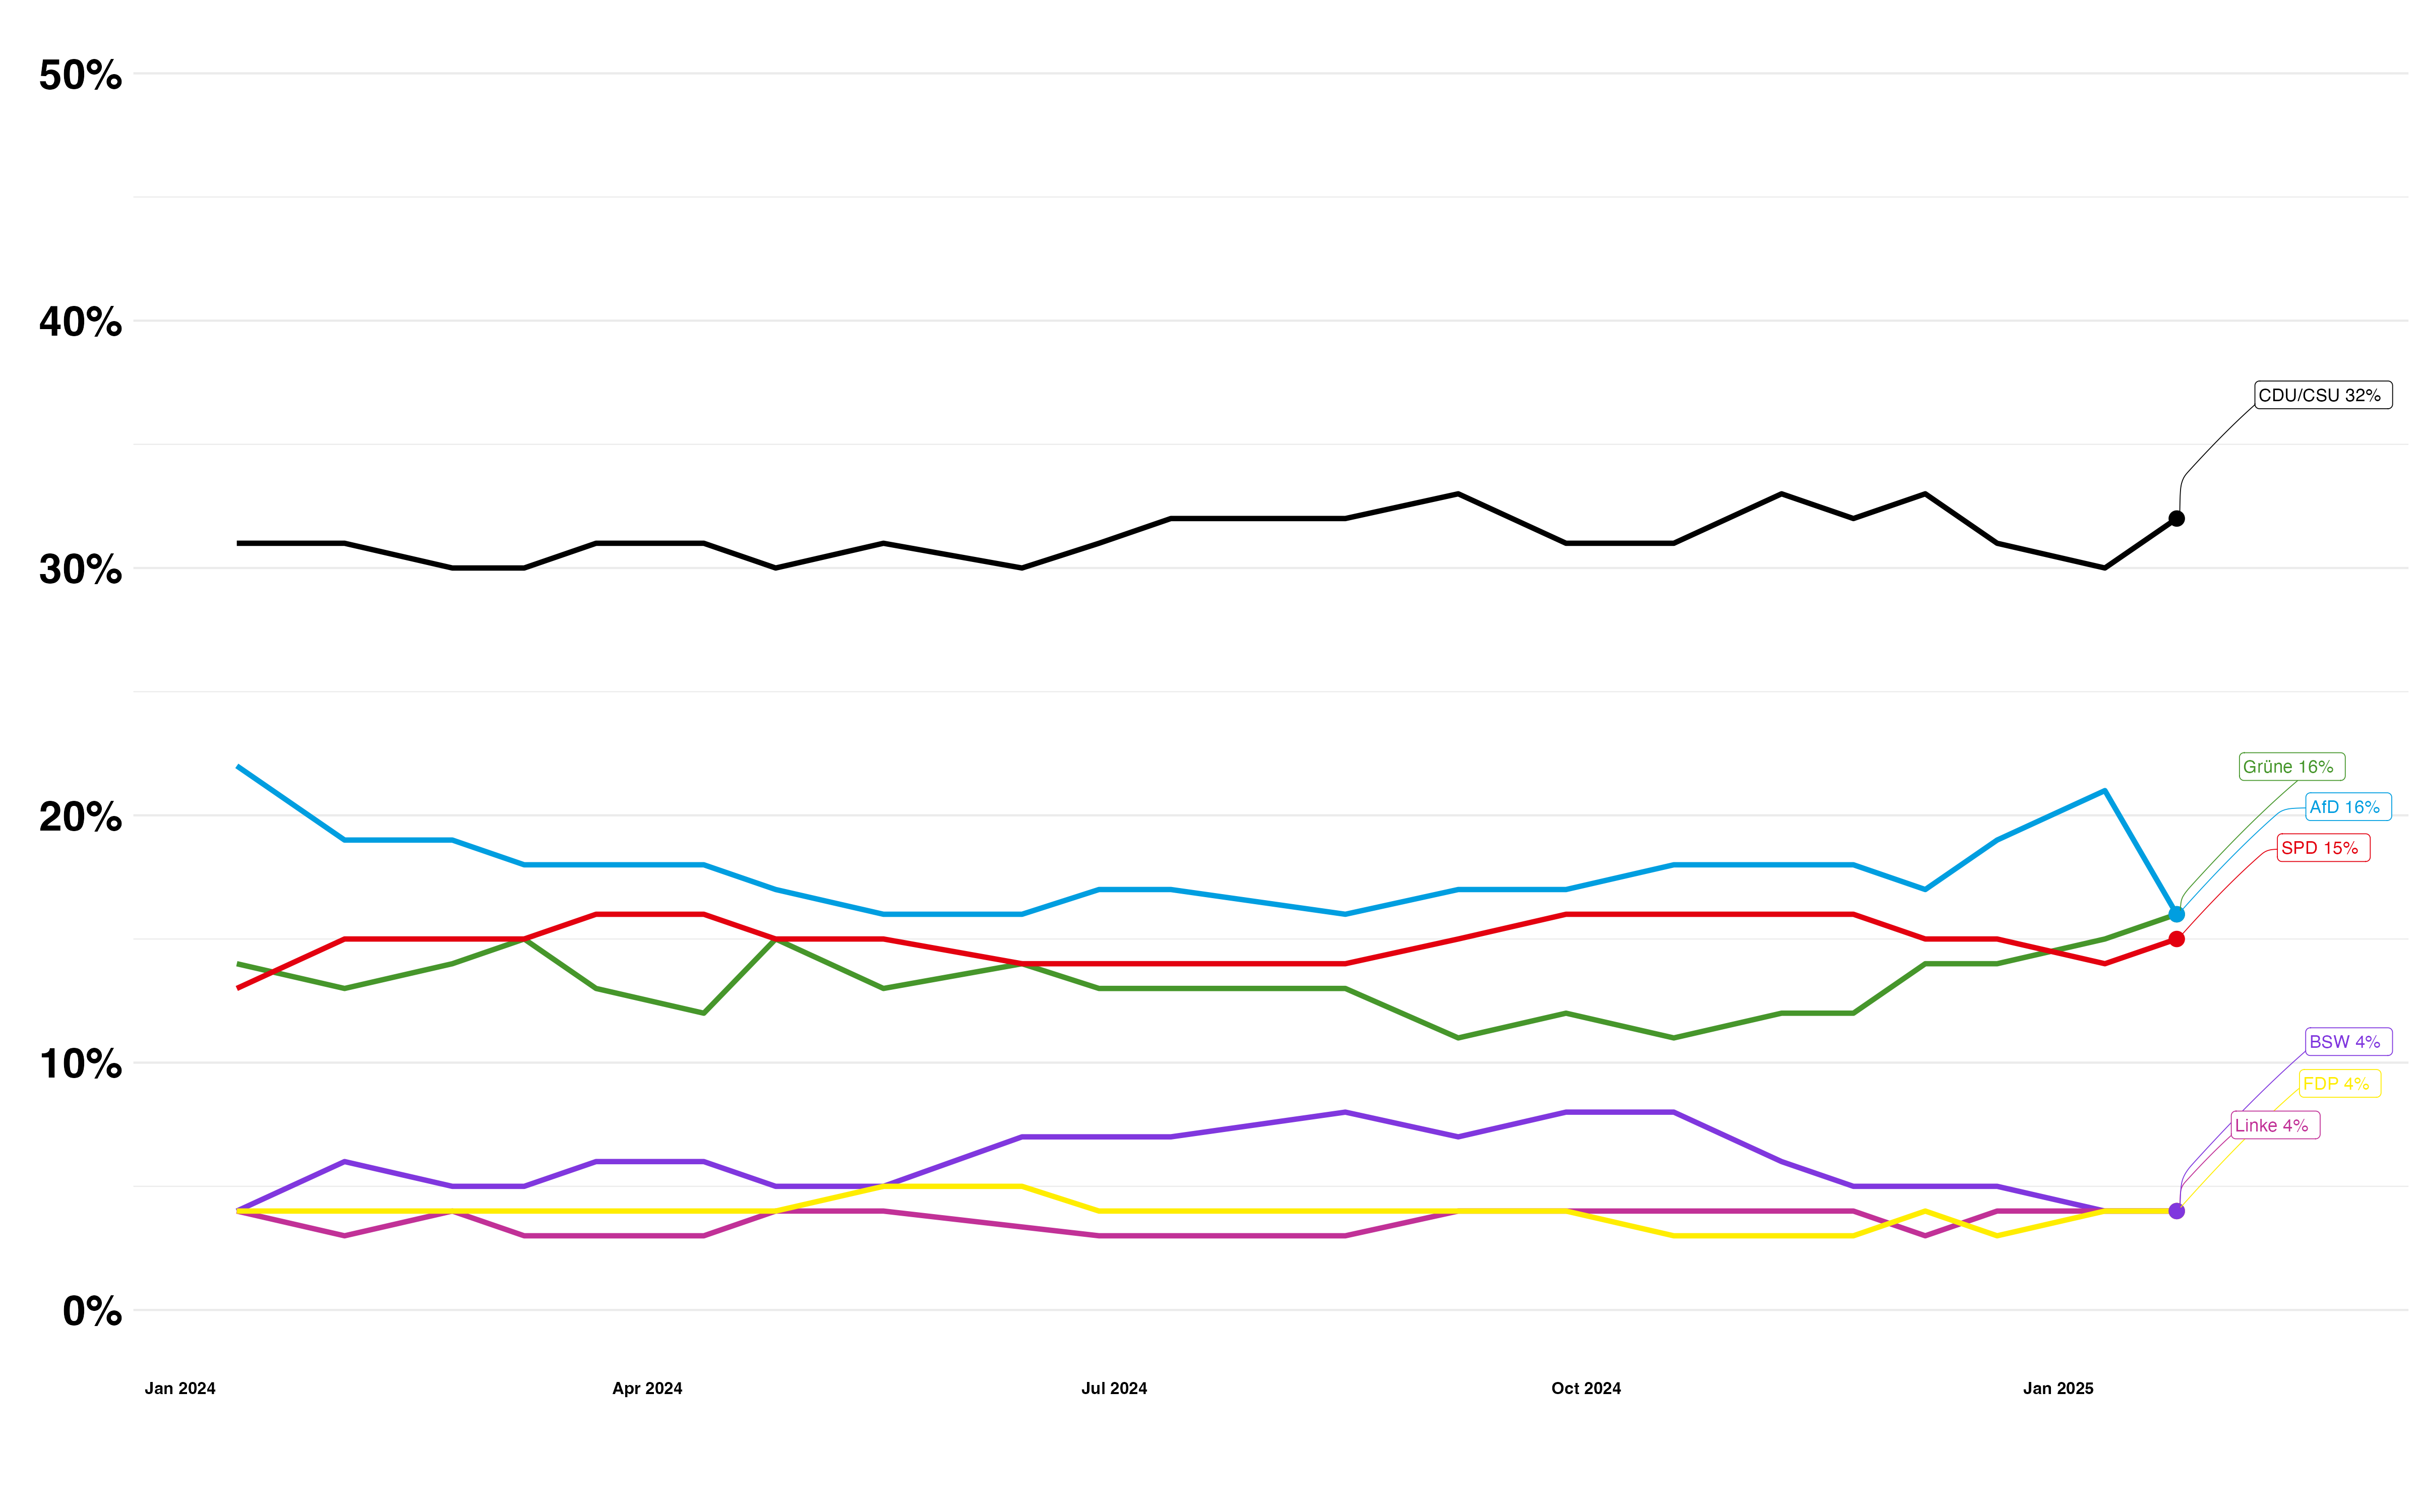 50%
40%
CDU/CSU 32%
30%
Grüne 16%
AfD 16%
20%
SPD 15%
BSW 4%
10%
FDP 4%
Linke 4%
0%
Jan 2024 Apr 2024 Jul 2024 Oct 2024 Jan 2025